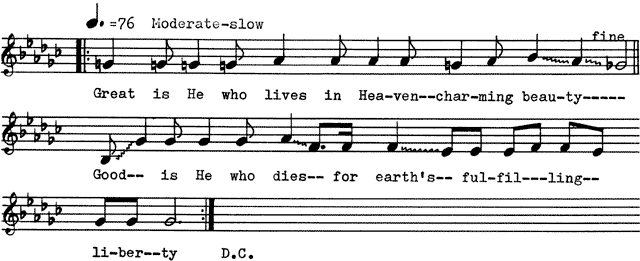 =76 Moderate-slow
fine
Great is He who lives in Hea-ven--char-ming beau-ty-----
Good-- is He who dies-- for earth's-- ful-fil---ling--
li-ber--ty D.C.